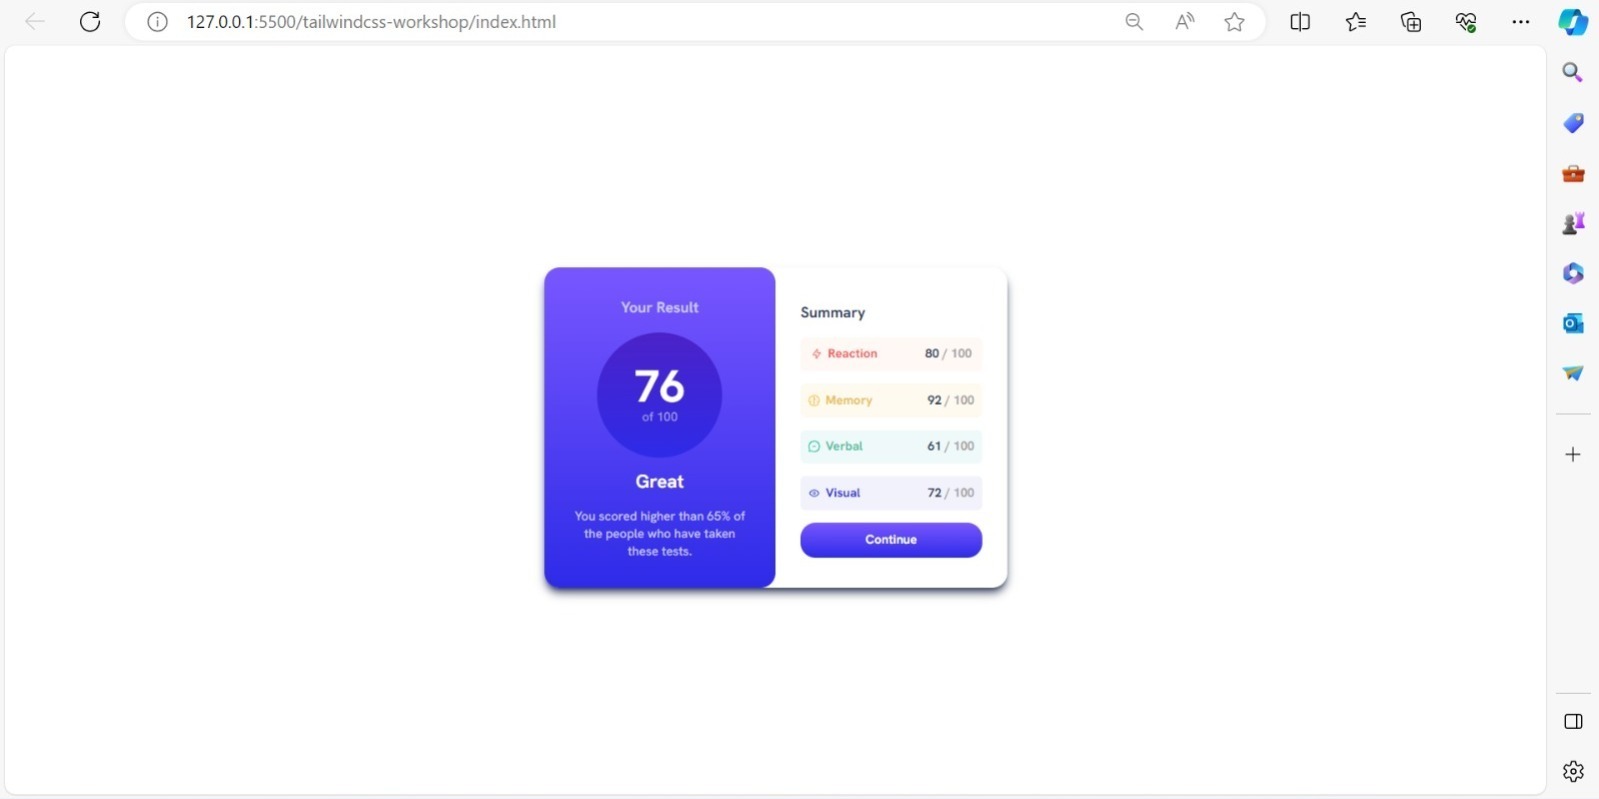 127.0.0.1:5500/tailwindcss-workshop/index.html
Your Result
76
of 100
Great
You scored higher than 65% of
the people who have taken
these tests.
Summary
Reaction 80 / 100
Memory 92 / 100
Verbal 61 / 100
Visual 72 / 100
Continue